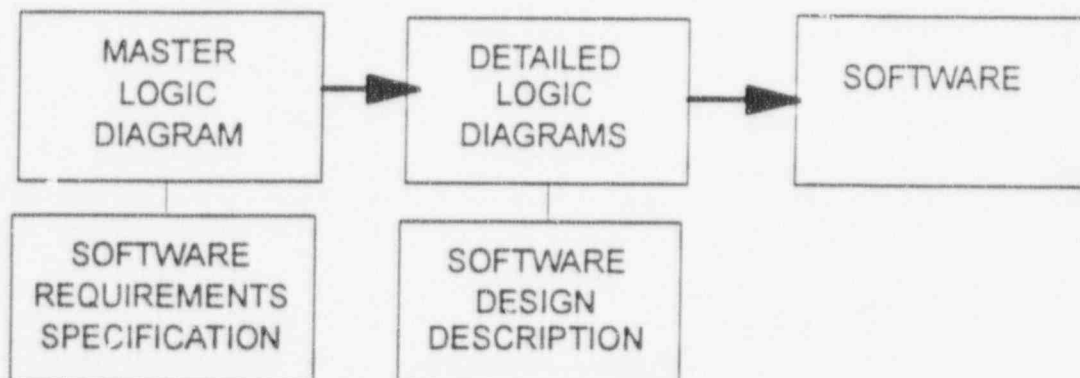 MASTER
LOGIC
DIAGRAM
DETAILED
LOGIC
DIAGRAMS
SOFTWARE
SOFTWARE
REQUIREMENTS
SPECIFICATION
SOFTWARE
DESIGN
DESCRIPTION